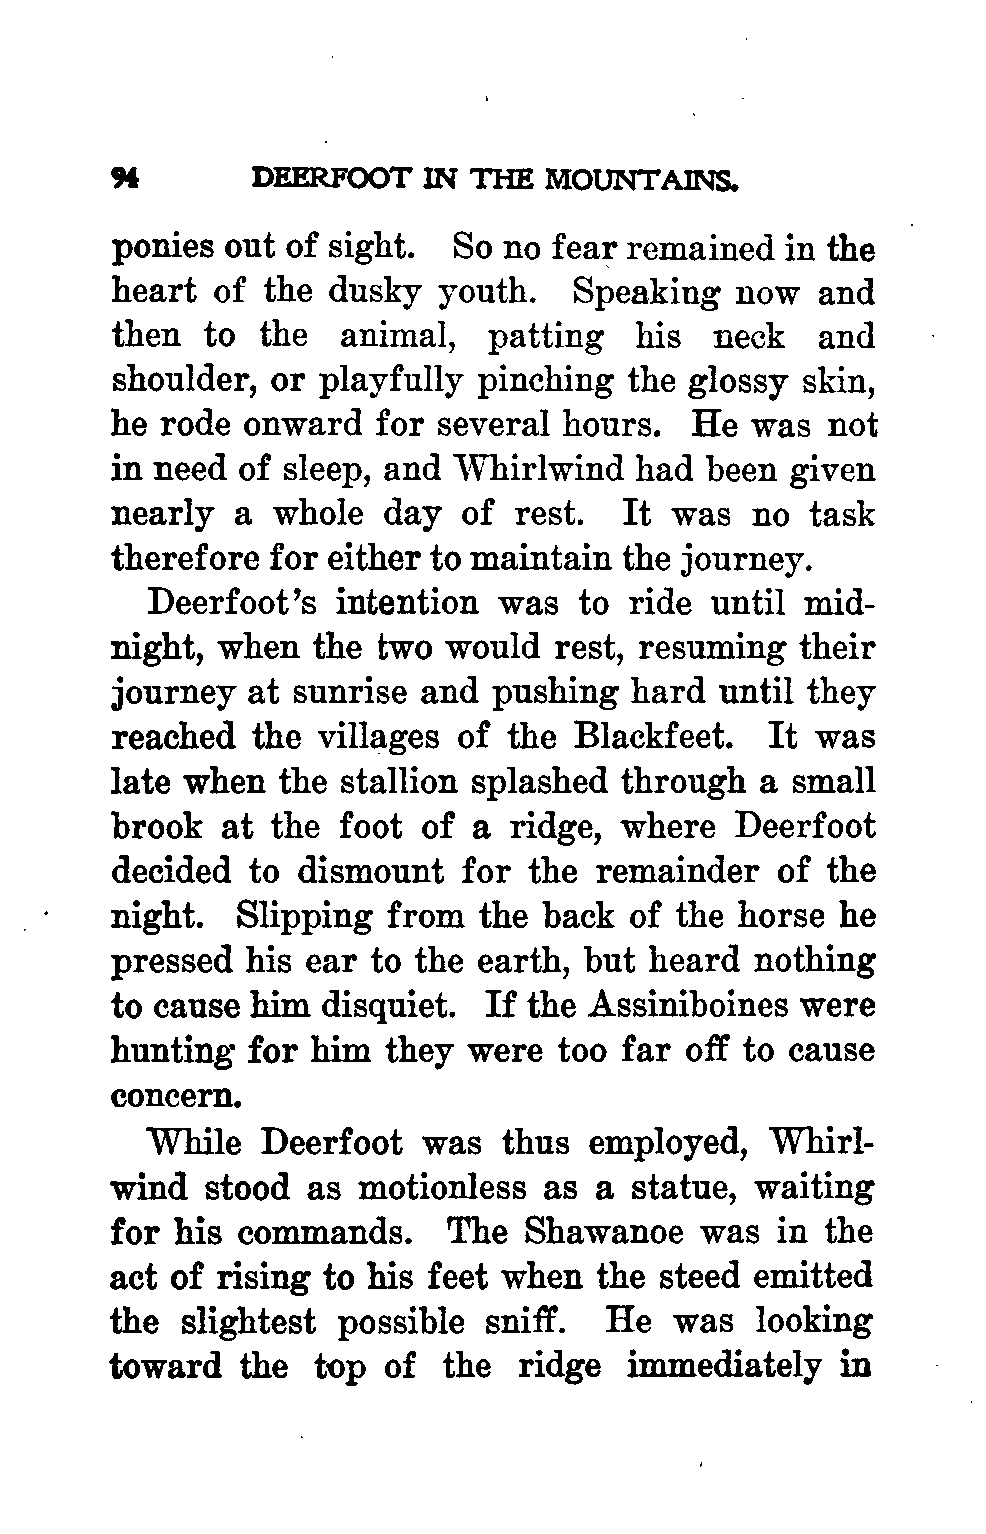 94 DEERFOOT IN THE MOUNTAINS.
ponies out of sight. So no fear remained in the
heart of the dusky youth. Speaking now and
then to the animal, patting his neck and
shoulder, or playfully pinching the glossy skin,
he rode onward for several hours. He was not
in need of sleep, and Whirlwind had been given
nearly a whole day of rest. It was no task
therefore for either to maintain the journey.
Deerfoot's intention was to ride until mid-
night, when the two would rest, resuming their
journey at sunrise and pushing hard until they
reached the villages of the Blackfeet. It was
late when the stallion splashed through a small
brook at the foot of a ridge, where Deerfoot
decided to dismount for the remainder of the
night. Slipping from the back of the horse he
pressed his ear to the earth, but heard nothing
to cause him disquiet. If the Assiniboines were
hunting for him they were too far off to cause
concern.
While Deerfoot was thus employed, Whirl-
wind stood as motionless as a statue, waiting
for his commands. The Shawanoe was in the
act of rising to his feet when the steed emitted
the slightest possible sniff. He was looking
toward the top of the ridge immediately in